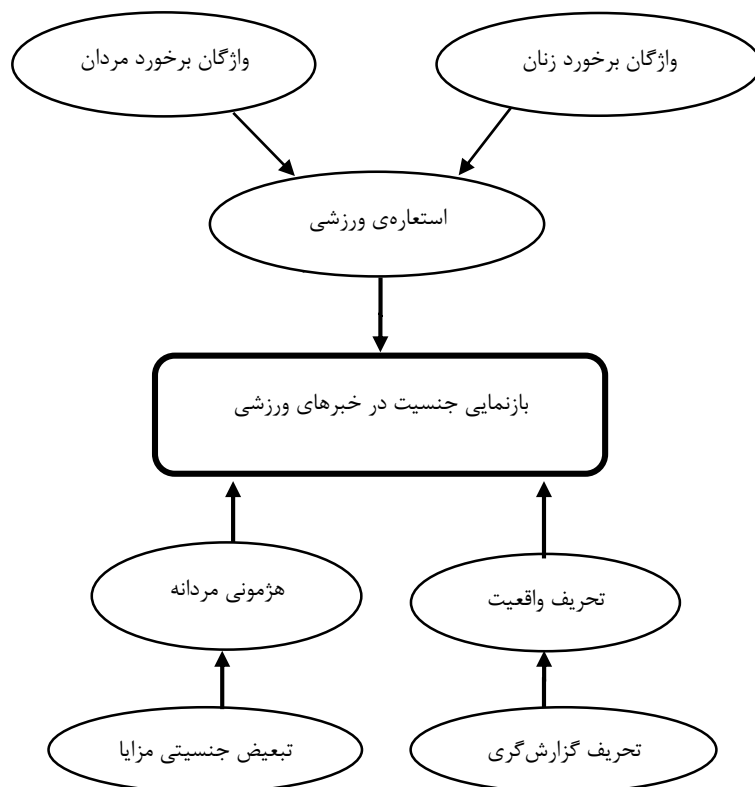 واژگان برخورد زنان
واژگان برخورد مردان
استعاره‌ی ورزشی
بازنمایی جنسیت در خبرهای ورزشی
تحریف واقعیت
هژمونی مردانه
تحریف گزارش‌گری
تبعیض جنسیتی مزایا